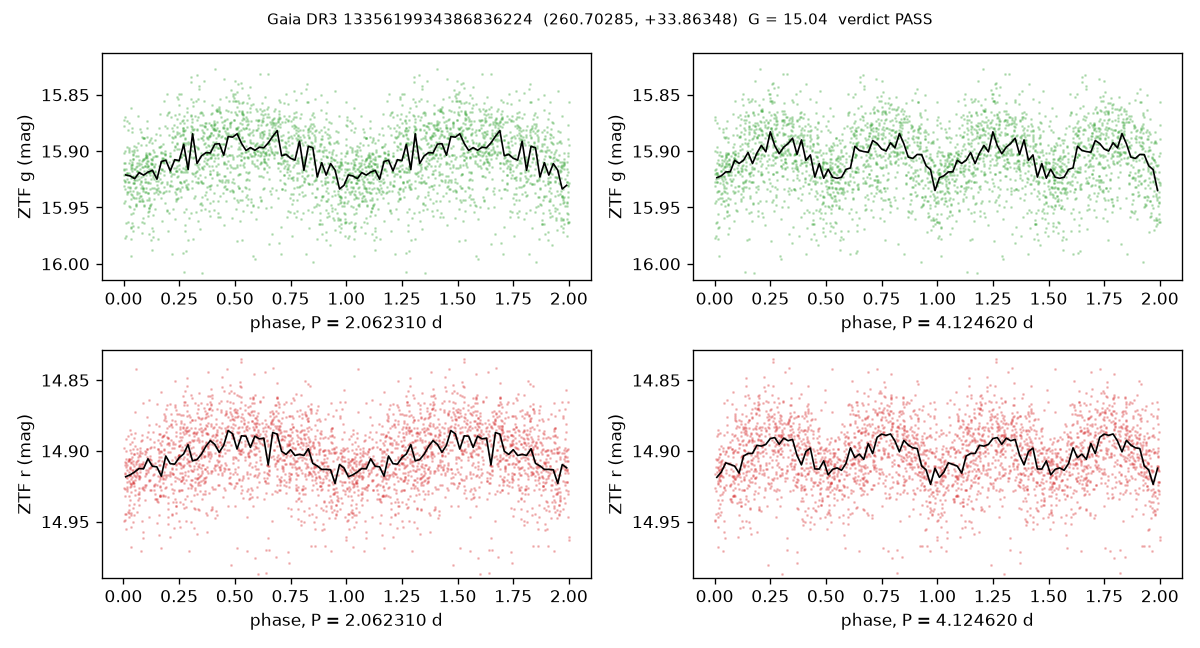 Gaia DR3 1335619934386836224 (260.70285, +33.86348) G = 15.04 verdict PASS
ZTF g (mag)
15.85
15.90
15.95
16.00
0.00 0.25 0.50 0.75 1.00 1.25 1.50 1.75 2.00
phase, P = 2.062310 d
ZTF g (mag)
15.85
15.90
15.95
16.00
0.00 0.25 0.50 0.75 1.00 1.25 1.50 1.75 2.00
phase, P = 4.124620 d
ZTF r (mag)
14.85
14.90
14.95
0.00 0.25 0.50 0.75 1.00 1.25 1.50 1.75 2.00
phase, P = 2.062310 d
ZTF r (mag)
14.85
14.90
14.95
0.00 0.25 0.50 0.75 1.00 1.25 1.50 1.75 2.00
phase, P = 4.124620 d